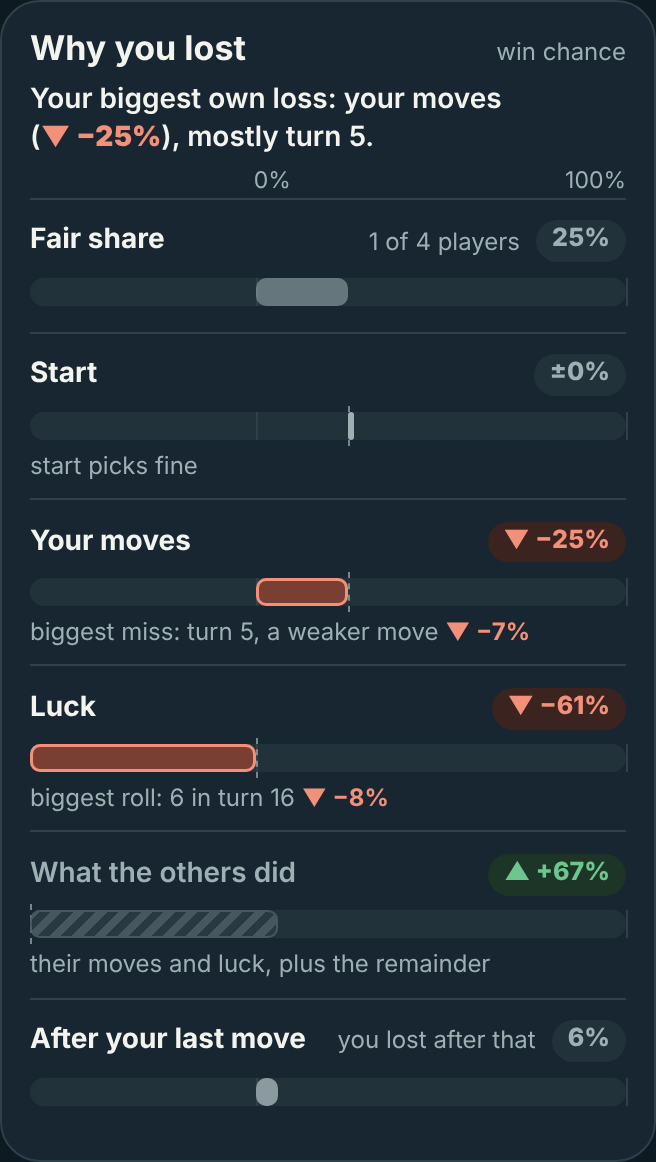 Why you lost
win chance
Your biggest own loss: your moves
(▼ −25%), mostly turn 5.
0%
100%
Fair share
1 of 4 players
25%
Start
±0%
start picks fine
Your moves
▼ −25%
biggest miss: turn 5, a weaker move ▼ −7%
Luck
▼ −61%
biggest roll: 6 in turn 16 ▼ −8%
What the others did
▲ +67%
their moves and luck, plus the remainder
After your last move
you lost after that
6%